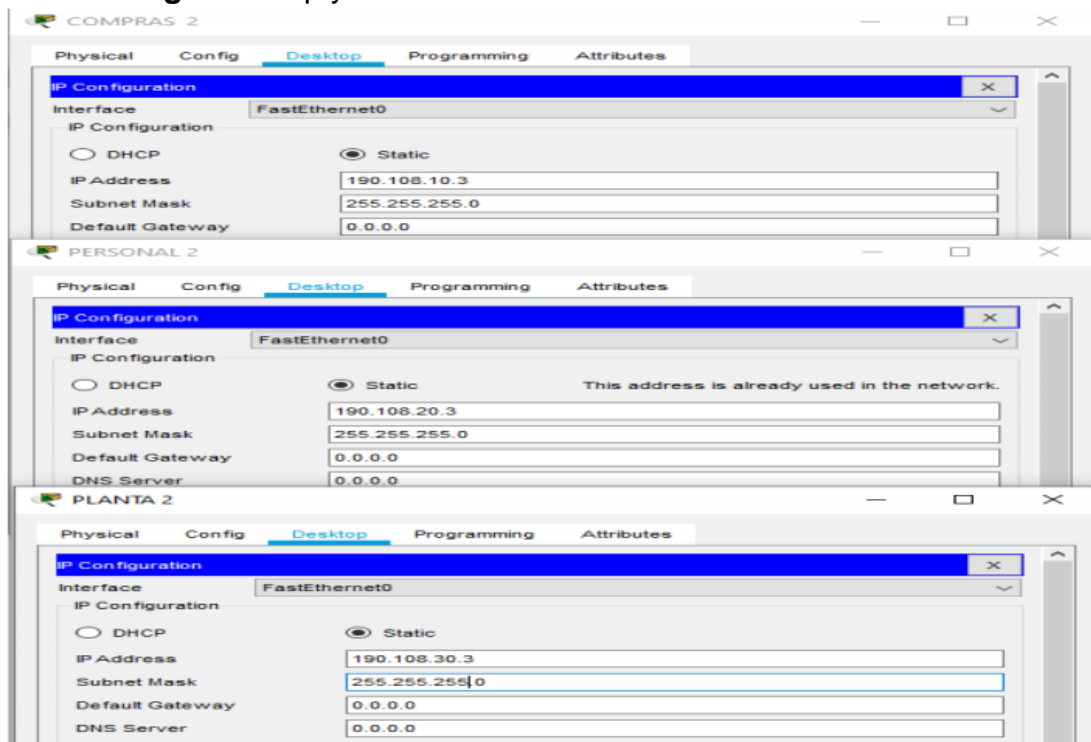 COMPRAS 2
Physical Config Desktop Programming Attributes
IP Configuration X
Interface FastEthernet0
IP Configuration
DHCP Static
IP Address 190.108.10.3
Subnet Mask 255.255.255.0
Default Gateway 0.0.0.0
PERSONAL 2
Physical Config Desktop Programming Attributes
IP Configuration X
Interface FastEthernet0
IP Configuration
DHCP Static This address is already used in the network.
IP Address 190.108.20.3
Subnet Mask 255.255.255.0
Default Gateway 0.0.0.0
DNS Server 0.0.0.0
PLANTA 2
Physical Config Desktop Programming Attributes
IP Configuration X
Interface FastEthernet0
IP Configuration
DHCP Static
IP Address 190.108.30.3
Subnet Mask 255.255.255.0
Default Gateway 0.0.0.0
DNS Server 0.0.0.0